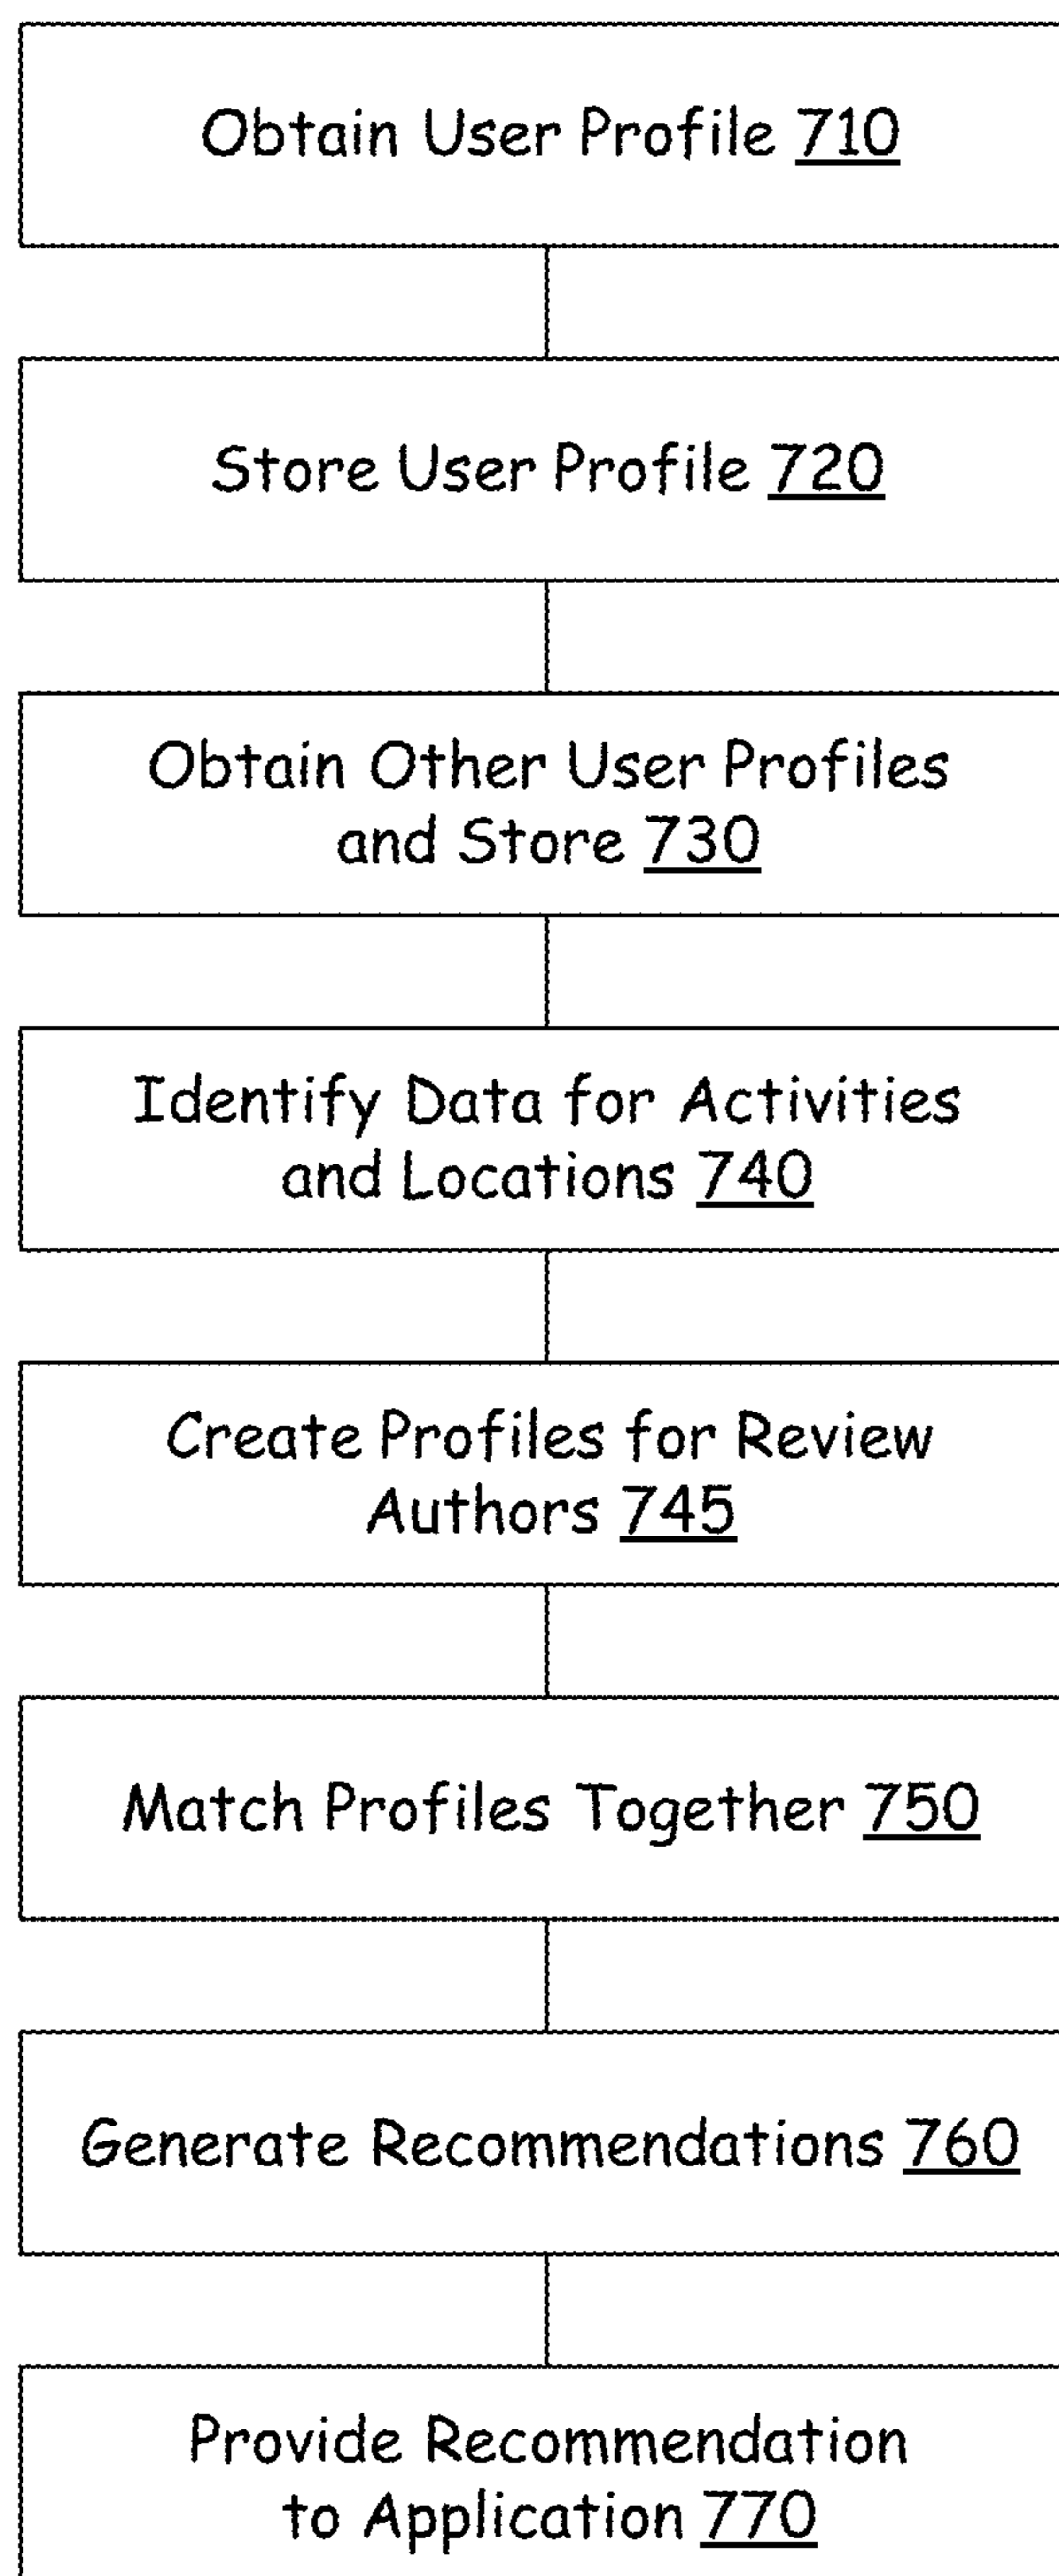 Obtain User Profile 710
Store User Profile 720
Obtain Other User Profiles
and Store 730
Identify Data for Activities
and Locations 740
Create Profiles for Review
Authors 745
Match Profiles Together 750
Generate Recommendations 760
Provide Recommendation
to Application 770